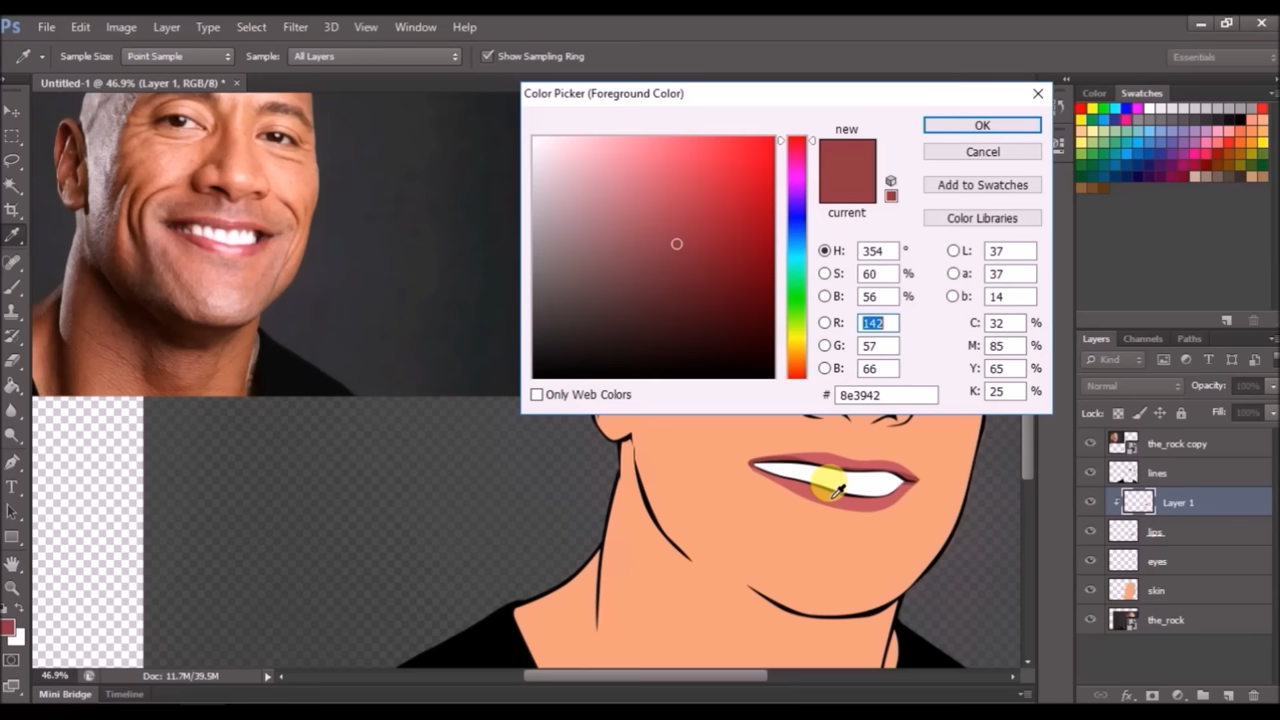 Ps File Edit Image Layer Type Select Filter 3D View Window Help
Sample Size: Point Sample Sample: All Layers Show Sampling Ring Essentials
Untitled-1 @ 46.9% (Layer 1, RGB/8) * ×
Color Picker (Foreground Color)
new
current
OK
Cancel
Add to Swatches
Color Libraries
H: 354 ° L: 37
S: 60 % a: 37
B: 56 % b: 14
R: 142 C: 32 %
G: 57 M: 85 %
B: 66 Y: 65 %
# 8e3942 K: 25 %
Only Web Colors
Color Swatches
Layers Channels Paths
Kind
Normal Opacity: 100%
Lock: Fill: 100%
the_rock copy
lines
Layer 1
lips
eyes
skin
the_rock
46.9% Doc: 11.7M/39.5M
Mini Bridge Timeline